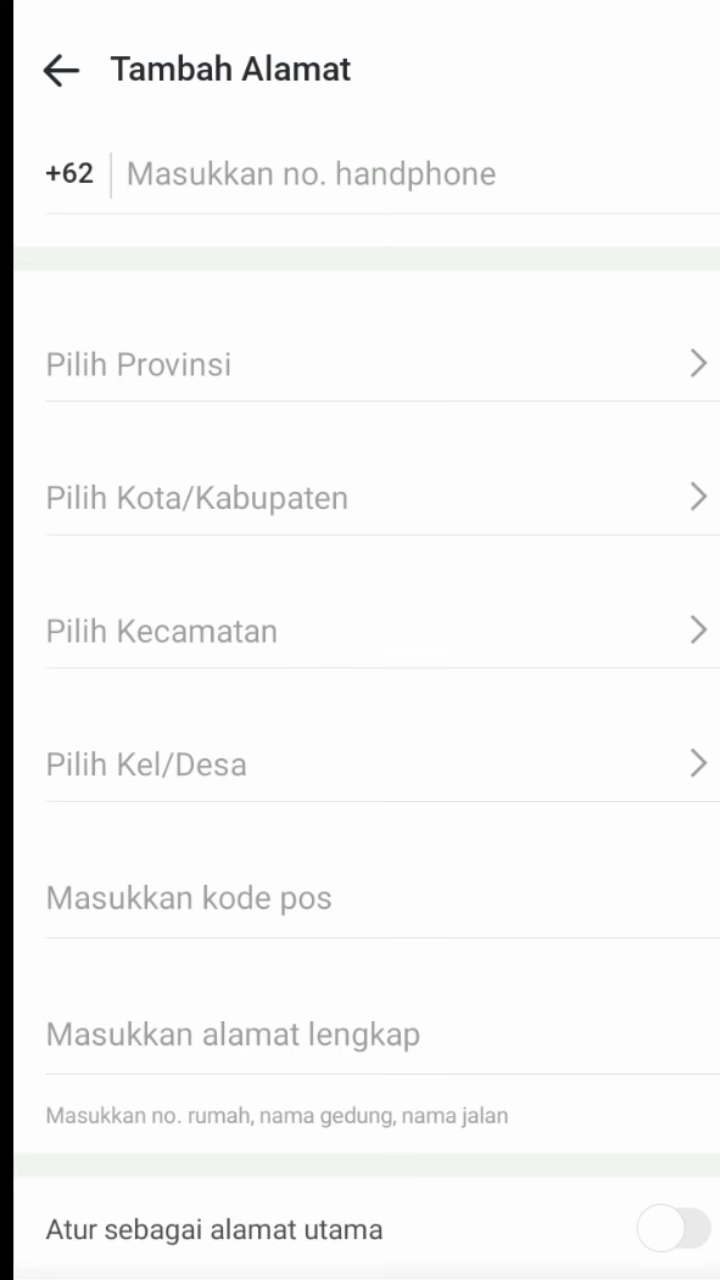 Tambah Alamat
+62 Masukkan no. handphone
Pilih Provinsi
Pilih Kota/Kabupaten
Pilih Kecamatan
Pilih Kel/Desa
Masukkan kode pos
Masukkan alamat lengkap
Masukkan no. rumah, nama gedung, nama jalan
Atur sebagai alamat utama